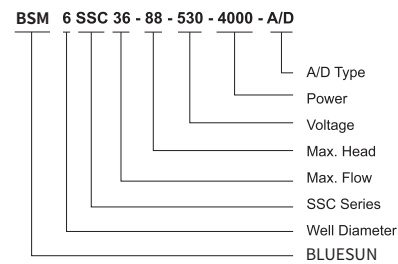 BSM 6 SSC 36 - 88 - 530 - 4000 - A/D
A/D Type
Power
Voltage
Max. Head
Max. Flow
SSC Series
Well Diameter
BLUESUN